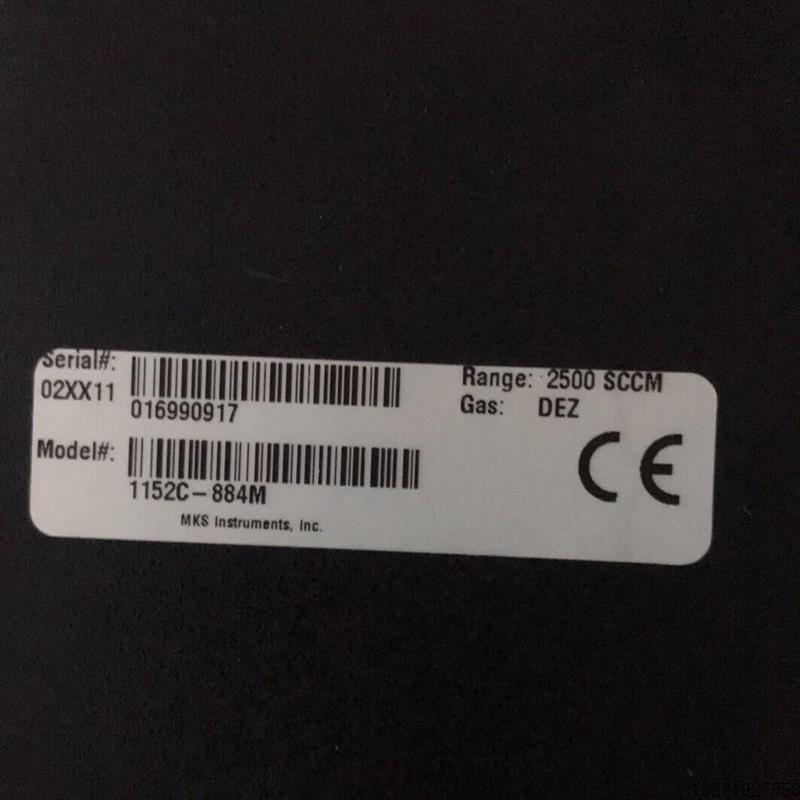 Serial#:
02XX11
016990917
Model#:
1152C-884M
MKS Instruments, Inc.
Range: 2500 SCCM
Gas: DEZ
CE